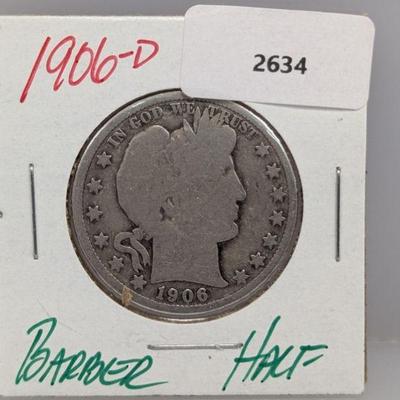 1906-D
2634
IN GOD WE TRUST
1906
BARBER HALF